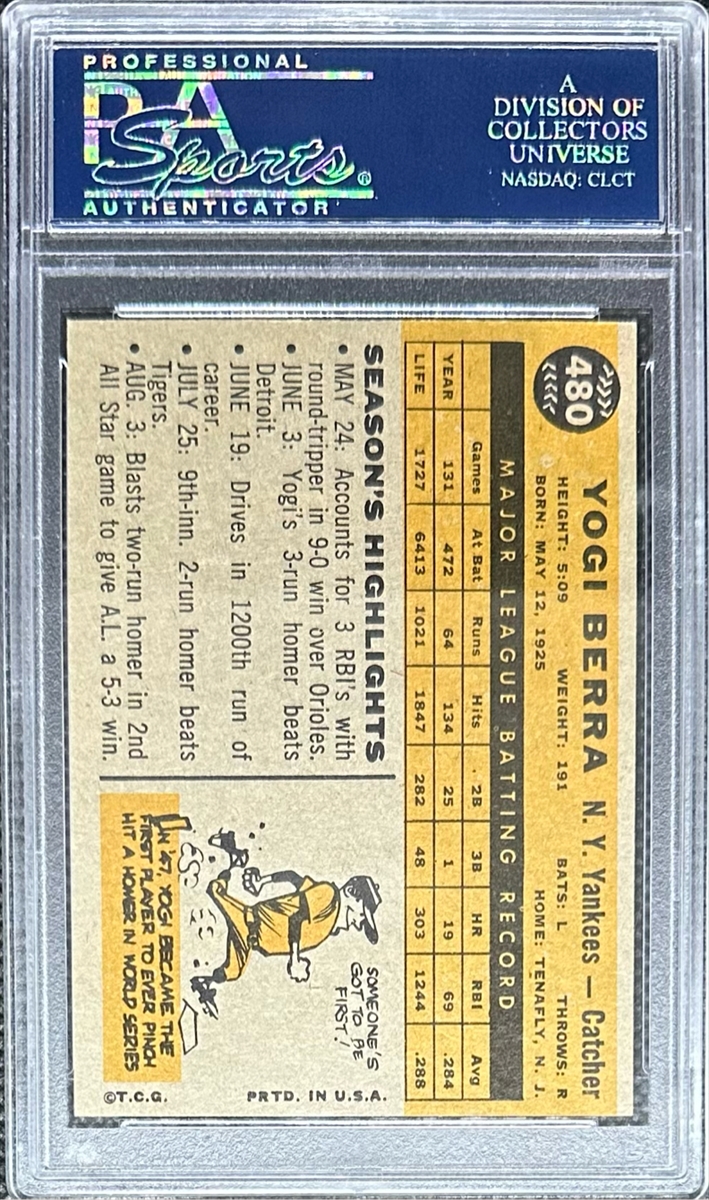 PROFESSIONAL
PSA
Sports®
AUTHENTICATOR
A
DIVISION OF
COLLECTORS
UNIVERSE
NASDAQ: CLCT
480
YOGI BERRA N. Y. Yankees — Catcher
HEIGHT: 5:09 WEIGHT: 191 BATS: L THROWS: R
BORN: MAY 12, 1925 HOME: TENAFLY, N. J.
MAJOR LEAGUE BATTING RECORD
Games At Bat Runs Hits 2B 3B HR RBI Avg
YEAR 131 472 64 134 25 1 19 69 .284
LIFE 1727 6413 1021 1847 282 48 303 1244 .288
SEASON'S HIGHLIGHTS
• MAY 24: Accounts for 3 RBI's with
round-tripper in 9-0 win over Orioles.
• JUNE 3: Yogi's 3-run homer beats
Detroit.
• JUNE 19: Drives in 1200th run of
career.
• JULY 25: 9th-inn. 2-run homer beats
Tigers.
• AUG. 3: Blasts two-run homer in 2nd
All Star game to give A.L. a 5-3 win.
SOMEONE'S
GOT TO BE
FIRST!
IN '47, YOGI BECAME THE
FIRST PLAYER TO EVER PINCH
HIT A HOMER IN WORLD SERIES
©T.C.G. PRTD. IN U.S.A.